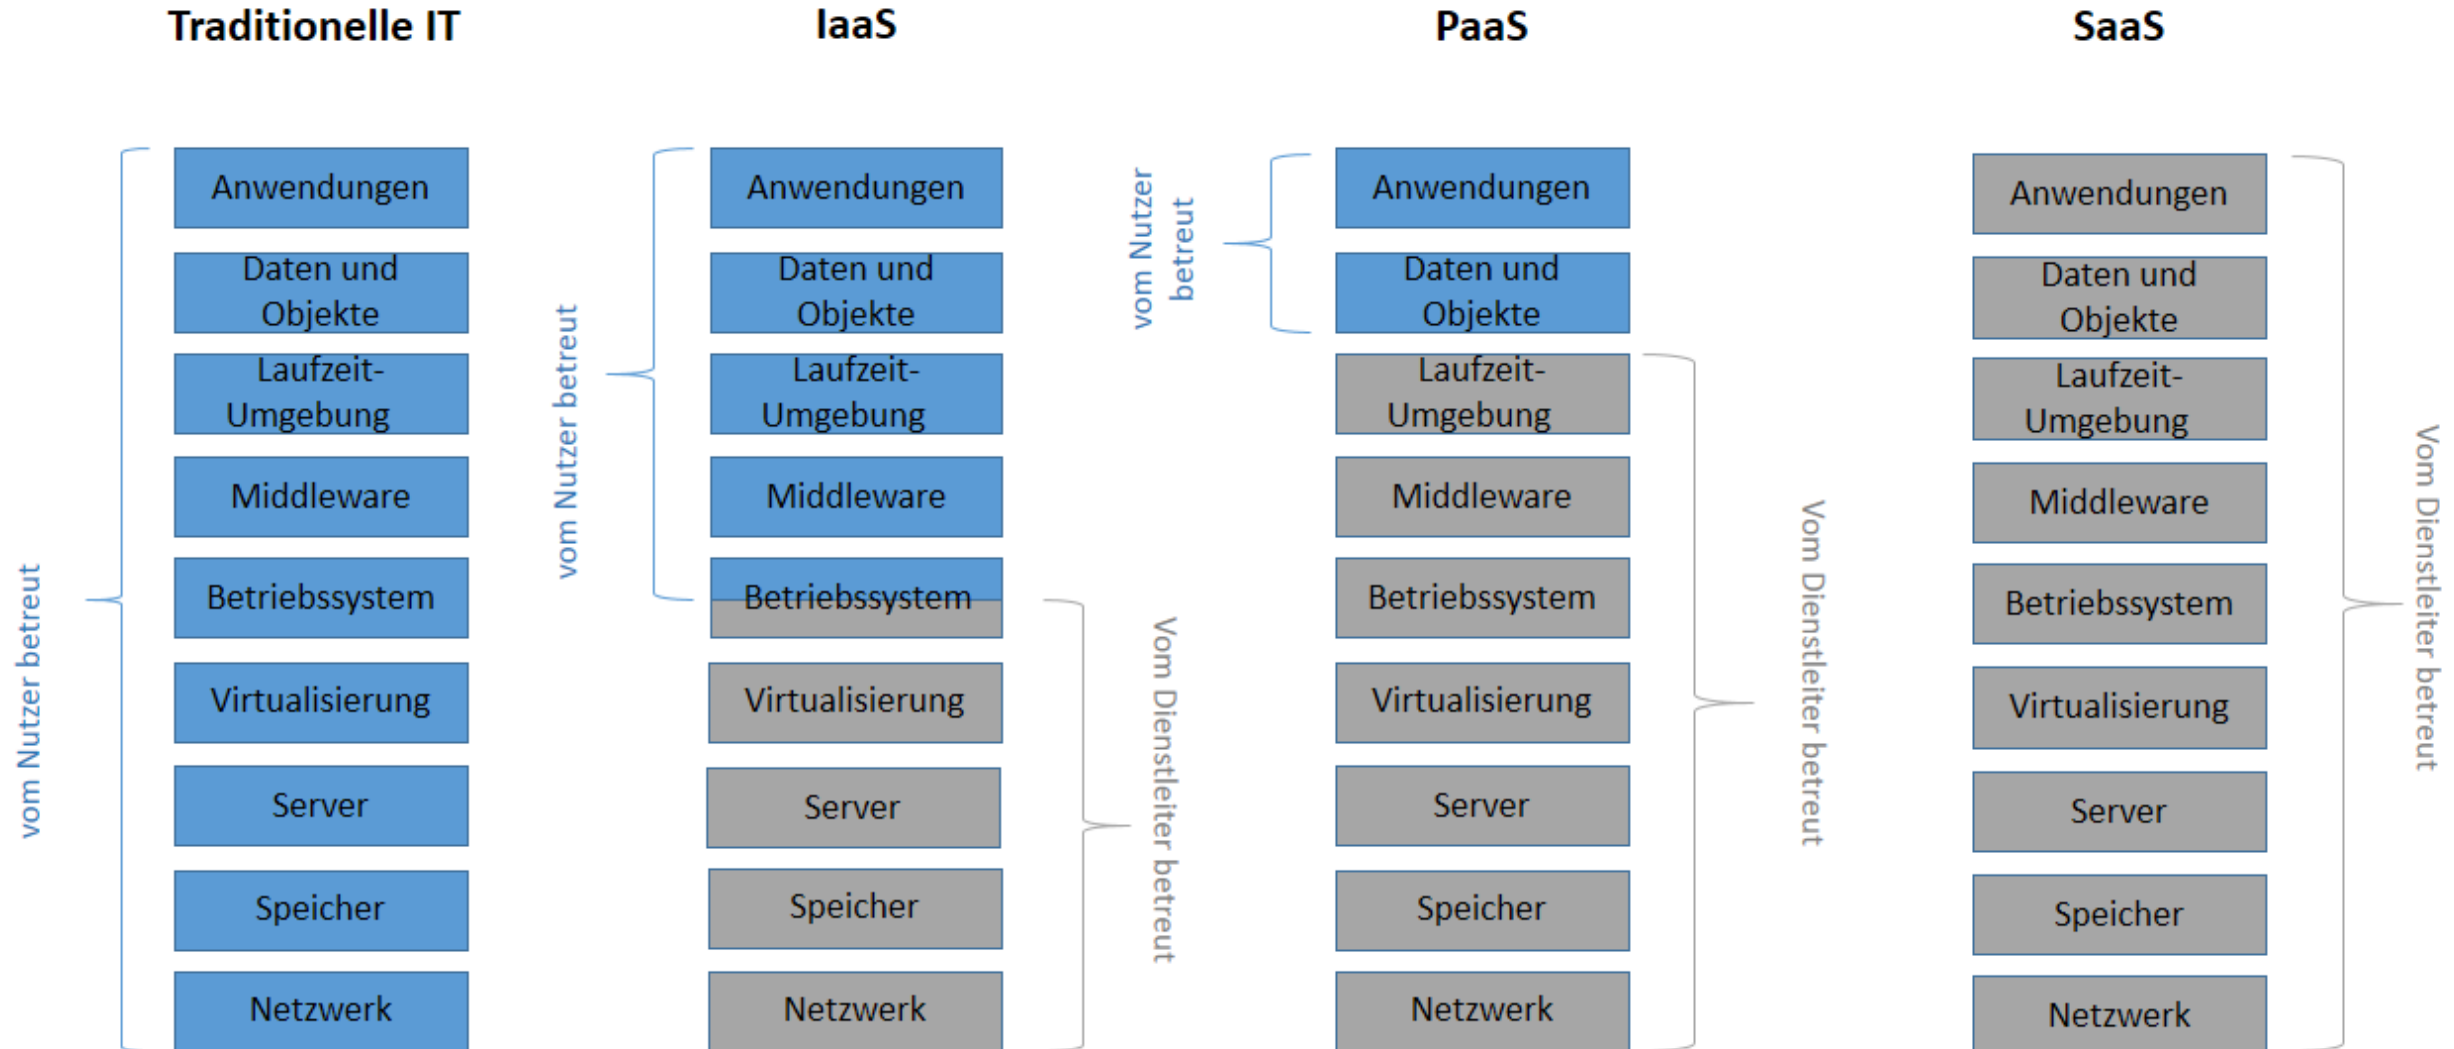 Traditionelle IT
vom Nutzer betreut
Anwendungen
Daten und
Objekte
Laufzeit-
Umgebung
Middleware
Betriebssystem
Virtualisierung
Server
Speicher
Netzwerk
IaaS
vom Nutzer betreut
Anwendungen
Daten und
Objekte
Laufzeit-
Umgebung
Middleware
Betriebssystem
Virtualisierung
Server
Speicher
Netzwerk
Vom Dienstleiter betreut
PaaS
vom Nutzer
betreut
Anwendungen
Daten und
Objekte
Laufzeit-
Umgebung
Middleware
Betriebssystem
Virtualisierung
Server
Speicher
Netzwerk
Vom Dienstleiter betreut
SaaS
Anwendungen
Daten und
Objekte
Laufzeit-
Umgebung
Middleware
Betriebssystem
Virtualisierung
Server
Speicher
Netzwerk
Vom Dienstleiter betreut